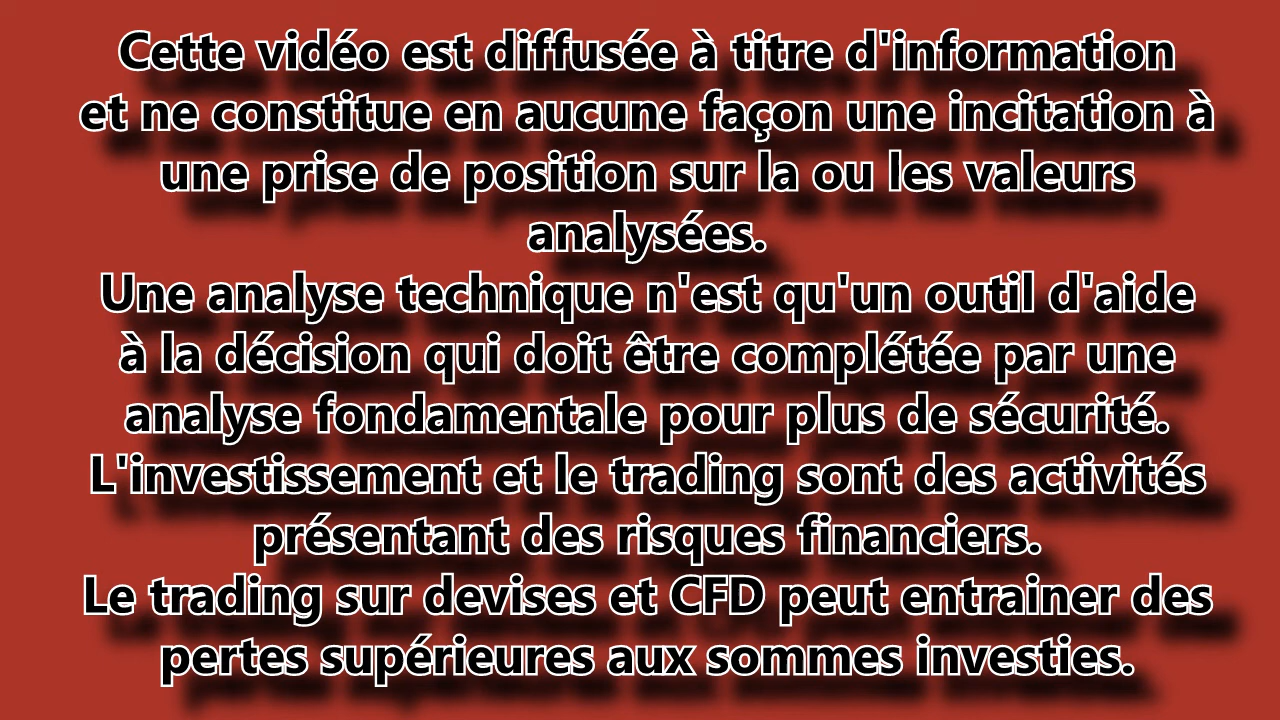 Cette vidéo est diffusée à titre d'information
et ne constitue en aucune façon une incitation à
une prise de position sur la ou les valeurs
analysées.
Une analyse technique n'est qu'un outil d'aide
à la décision qui doit être complétée par une
analyse fondamentale pour plus de sécurité.
L'investissement et le trading sont des activités
présentant des risques financiers.
Le trading sur devises et CFD peut entrainer des
pertes supérieures aux sommes investies.